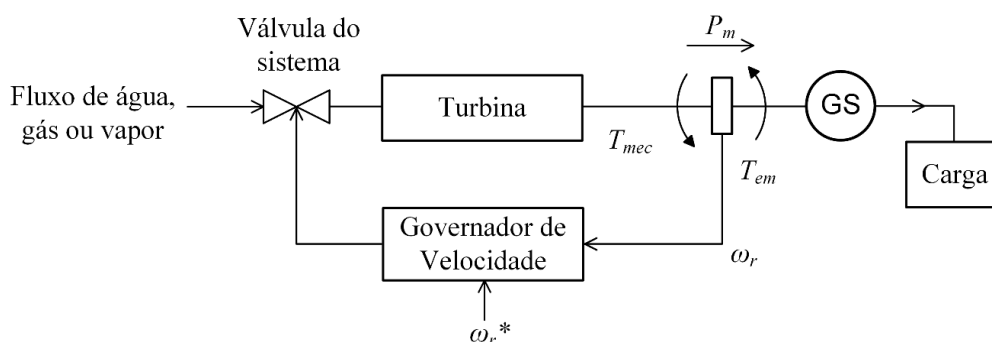 Válvula do
sistema
Fluxo de água,
gás ou vapor
Turbina
P_m
T_mec
T_em
GS
Carga
Governador de
Velocidade
ω_r
ω_r*